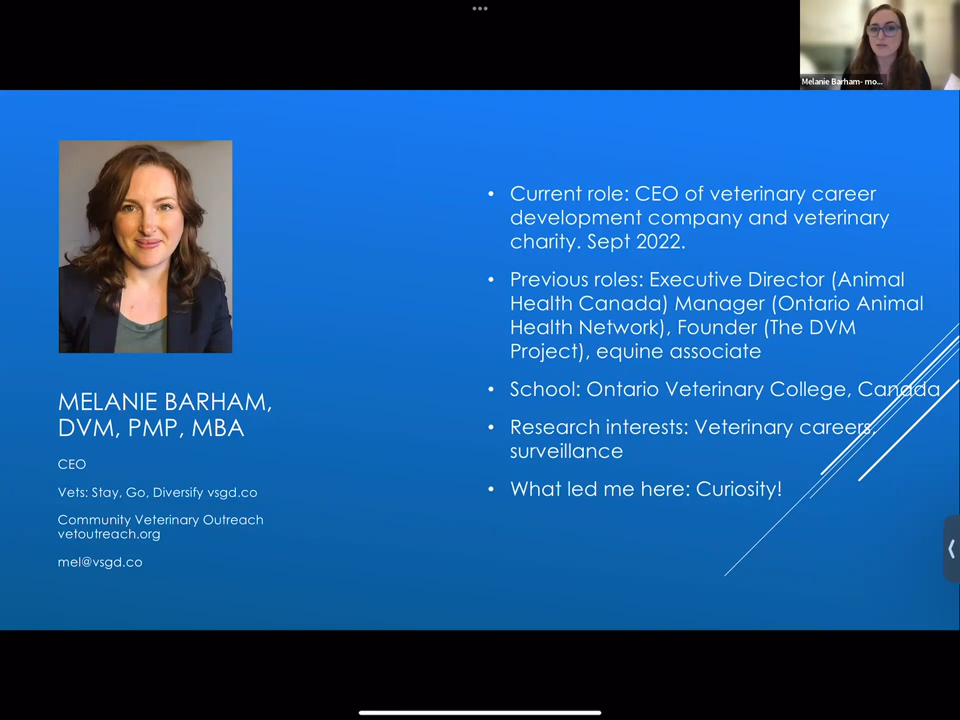 Melanie Barham- mo...
MELANIE BARHAM,
DVM, PMP, MBA
CEO
Vets: Stay, Go, Diversify vsgd.co
Community Veterinary Outreach
vetoutreach.org
mel@vsgd.co
• Current role: CEO of veterinary career
development company and veterinary
charity. Sept 2022.
• Previous roles: Executive Director (Animal
Health Canada) Manager (Ontario Animal
Health Network), Founder (The DVM
Project), equine associate
• School: Ontario Veterinary College, Canada
• Research interests: Veterinary careers,
surveillance
• What led me here: Curiosity!